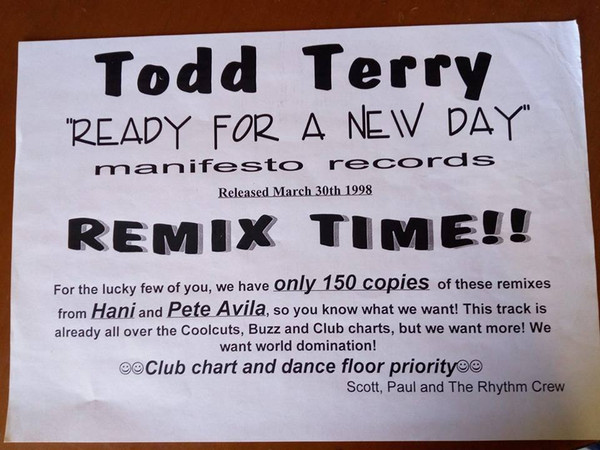 Todd Terry
"READY FOR A NEW DAY"
manifesto records
Released March 30th 1998
REMIX TIME!!
For the lucky few of you, we have only 150 copies of these remixes
from Hani and Pete Avila, so you know what we want! This track is
already all over the Coolcuts, Buzz and Club charts, but we want more! We
want world domination!
☺☺Club chart and dance floor priority☺☺
Scott, Paul and The Rhythm Crew